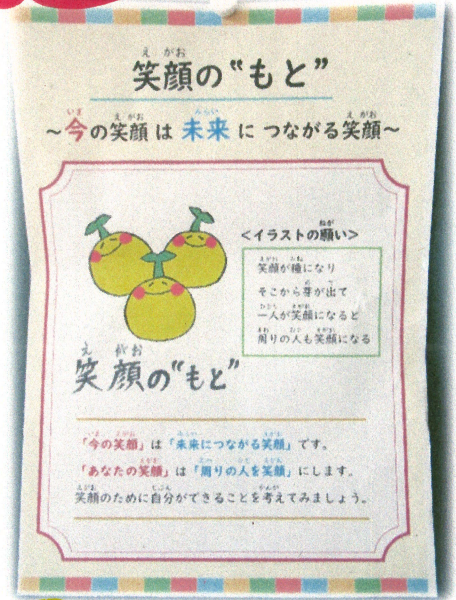 笑顔の“もと”
～今の笑顔は未来につながる笑顔～
<イラストの願い>
笑顔が種になり
そこから芽が出て
一人が笑顔になると
周りの人も笑顔になる
笑顔の“もと”
「今の笑顔」は「未来につながる笑顔」です。
「あなたの笑顔」は「周りの人を笑顔」にします。
笑顔のために自分ができることを考えてみましょう。